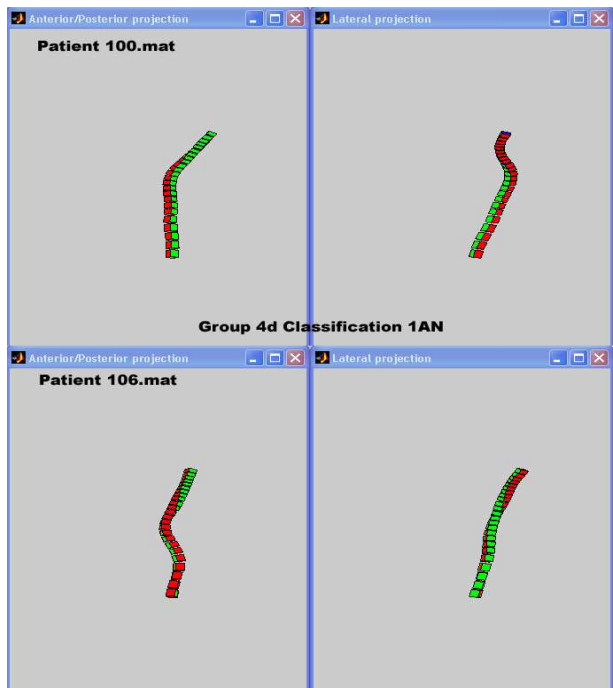 Anterior/Posterior projection
Lateral projection
Patient 100.mat
Group 4d Classification 1AN
Anterior/Posterior projection
Lateral projection
Patient 106.mat